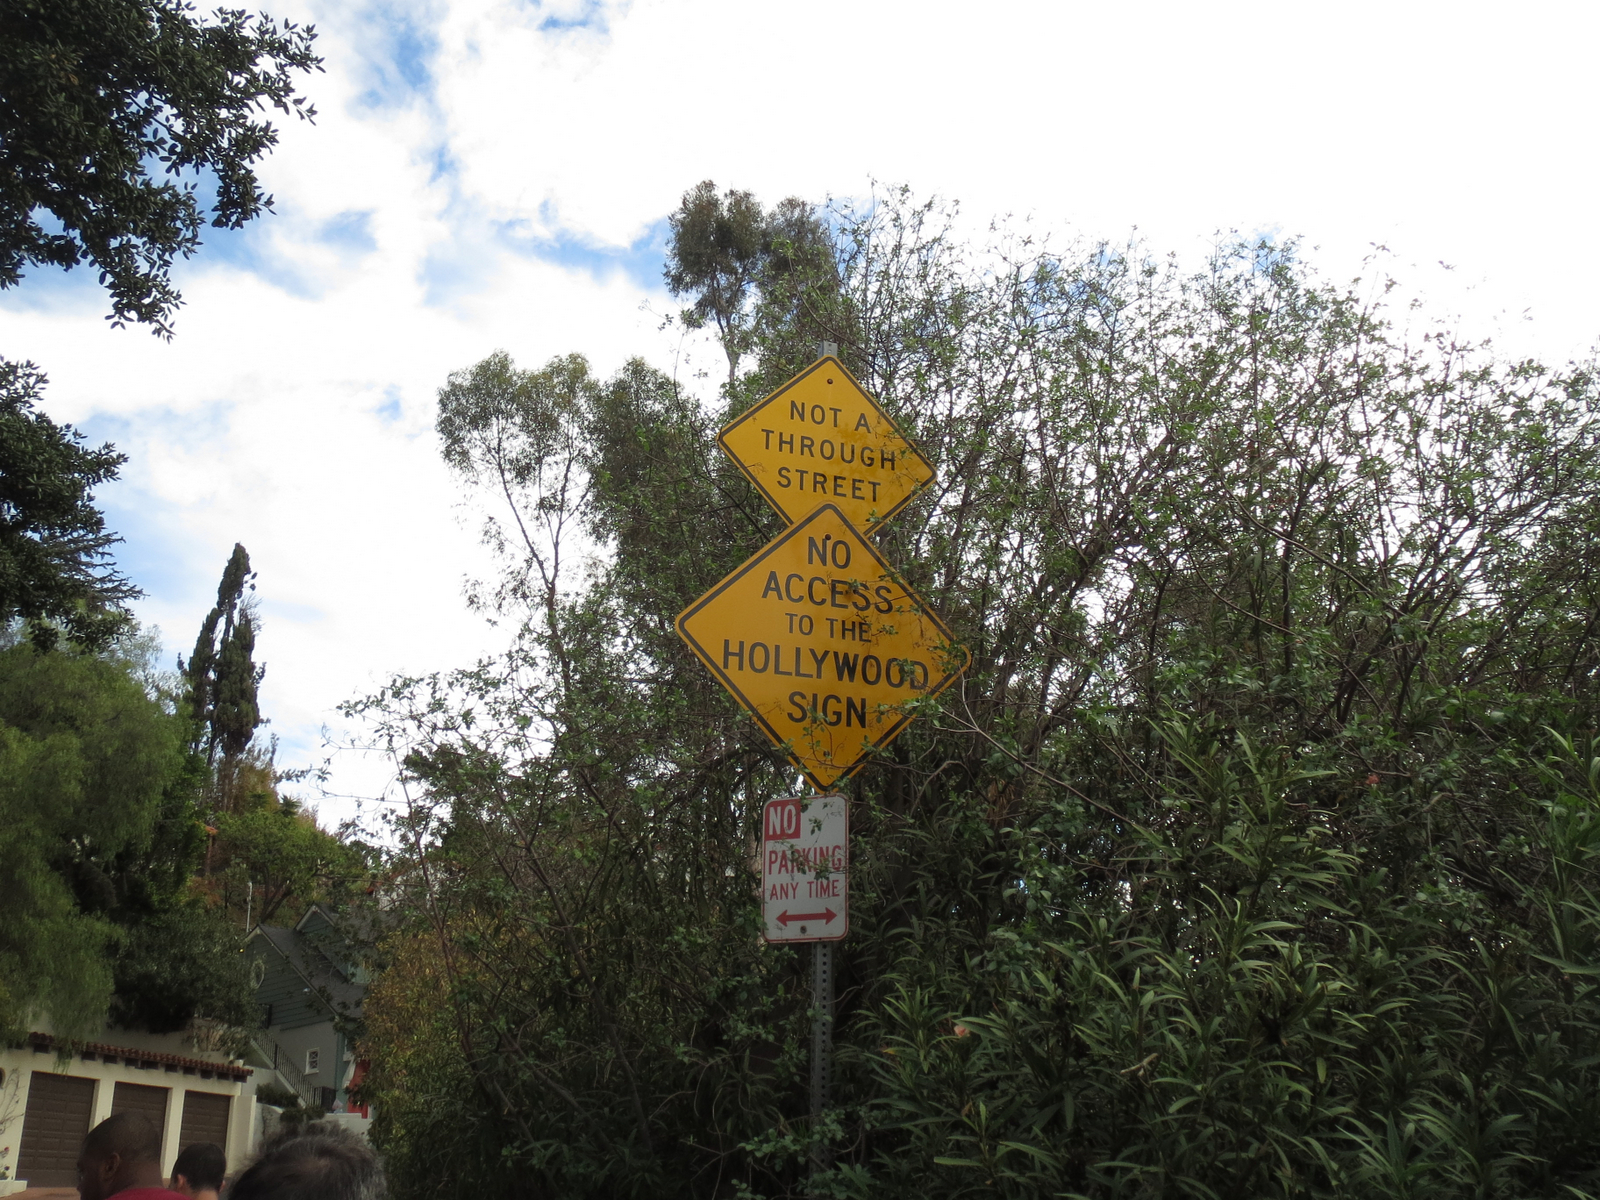 NOT A
THROUGH
STREET
NO
ACCESS
TO THE
HOLLYWOOD
SIGN
NO
PARKING
ANY TIME